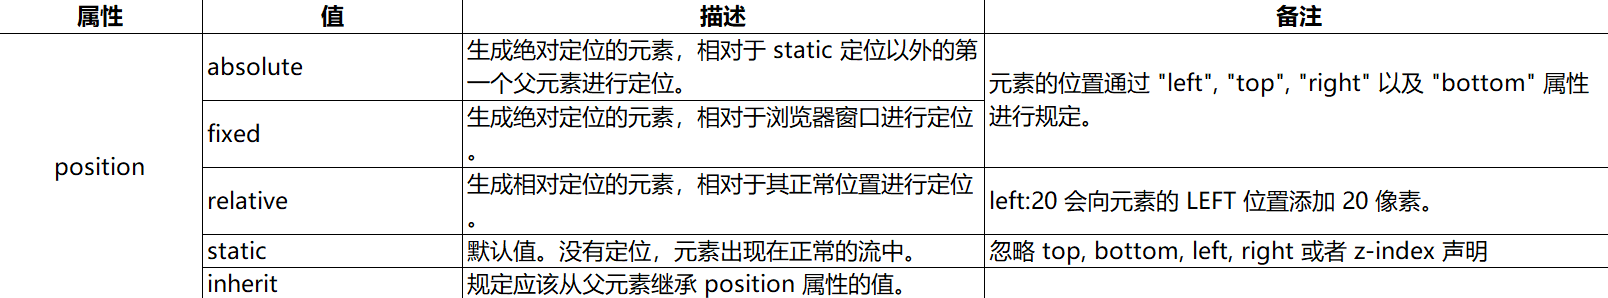 属性 值 描述 备注
position
absolute
生成绝对定位的元素，相对于 static 定位以外的第
一个父元素进行定位。
元素的位置通过 "left", "top", "right" 以及 "bottom" 属性
进行规定。
fixed
生成绝对定位的元素，相对于浏览器窗口进行定位
。
relative
生成相对定位的元素，相对于其正常位置进行定位
。
left:20 会向元素的 LEFT 位置添加 20 像素。
static
默认值。没有定位，元素出现在正常的流中。
忽略 top, bottom, left, right 或者 z-index 声明
inherit
规定应该从父元素继承 position 属性的值。